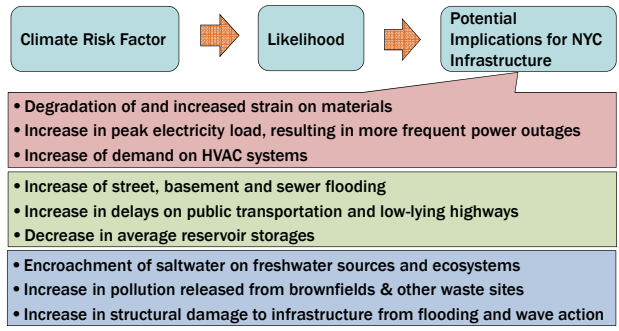 Climate Risk Factor
Likelihood
Potential
Implications for NYC
Infrastructure
• Degradation of and increased strain on materials
• Increase in peak electricity load, resulting in more frequent power outages
• Increase of demand on HVAC systems
• Increase of street, basement and sewer flooding
• Increase in delays on public transportation and low-lying highways
• Decrease in average reservoir storages
• Encroachment of saltwater on freshwater sources and ecosystems
• Increase in pollution released from brownfields & other waste sites
• Increase in structural damage to infrastructure from flooding and wave action